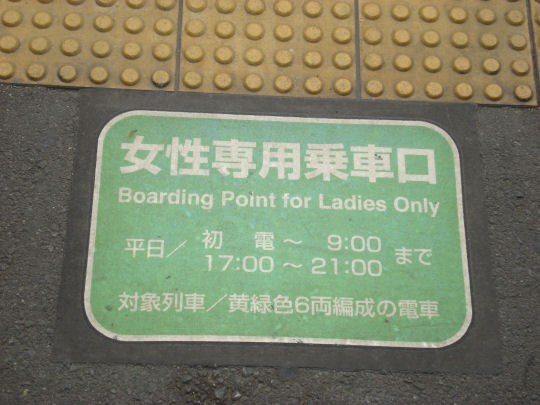 女性専用乗車口
Boarding Point for Ladies Only
平日／ 初 電 ～ 9:00 まで
17:00 ～ 21:00
対象列車／黄緑色6両編成の電車